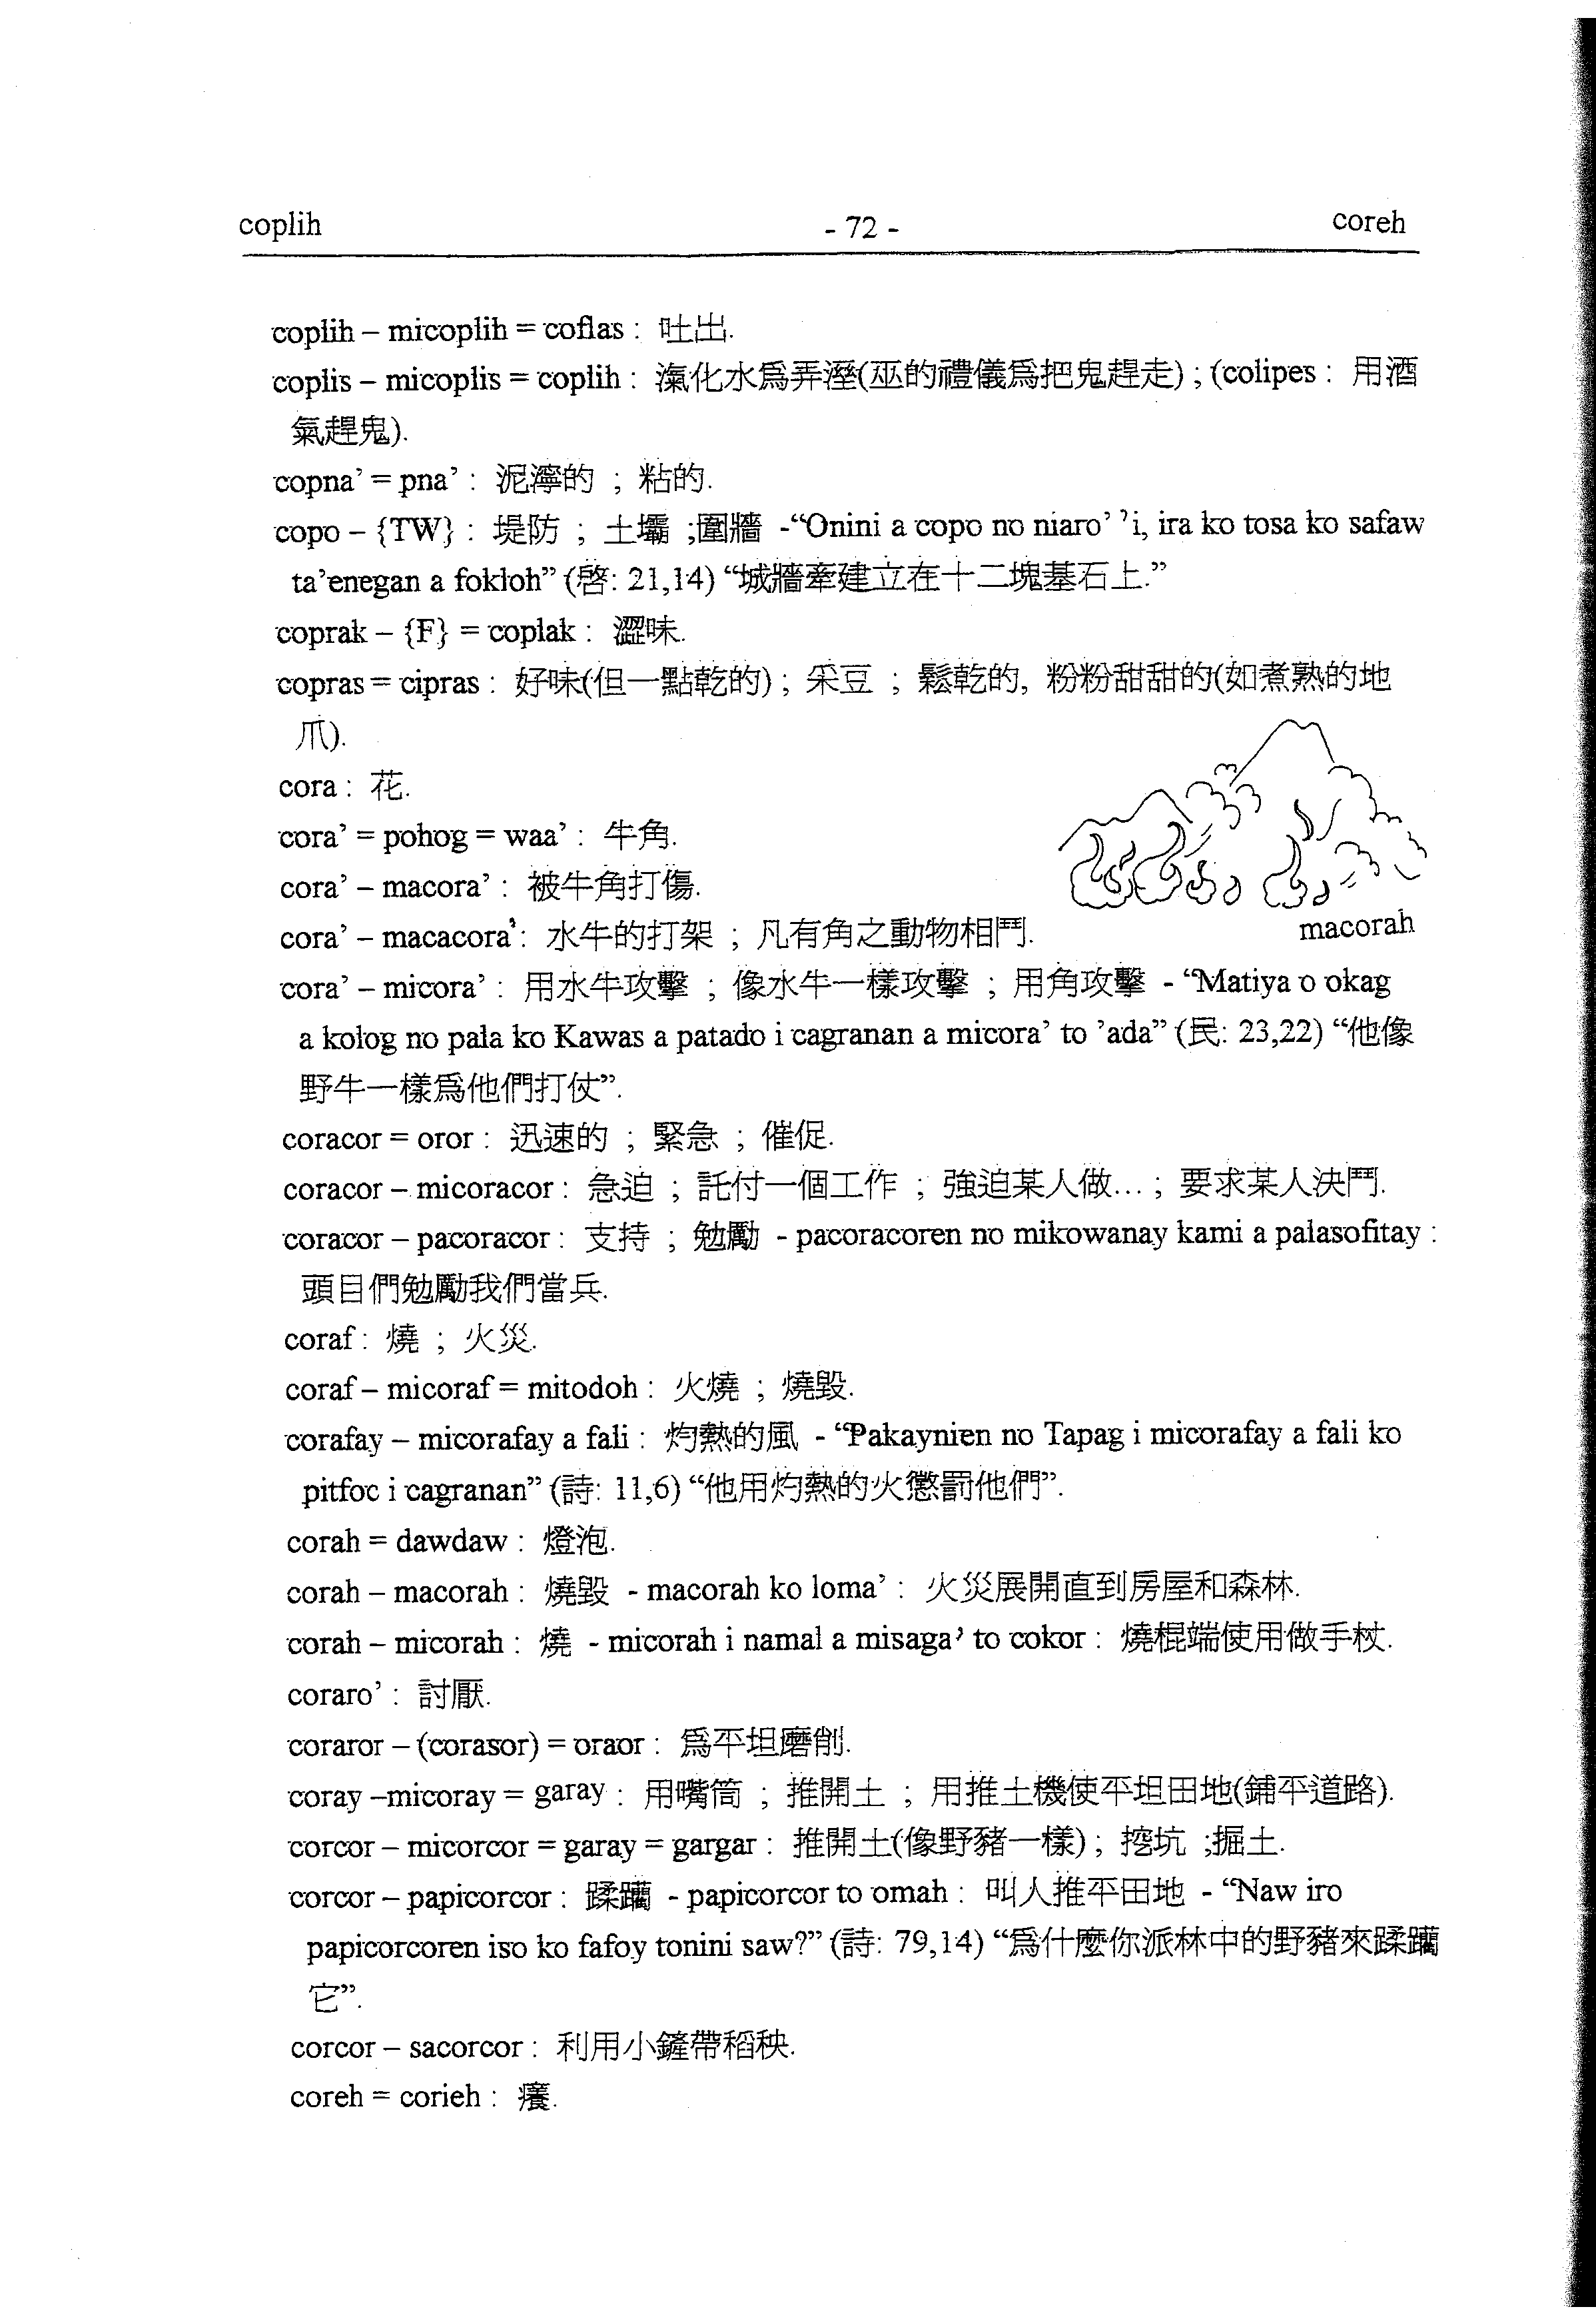 coplih - 72 - coreh
coplih – micoplih = coflas : 吐出.
coplis – micoplis = coplih : 滊化水爲弄溼(巫的禮儀爲把鬼趕走) ; (colipes : 用酒
氣趕鬼).
copna’ = pna’ : 泥濘的 ; 粘的.
copo – {TW} : 堤防 ; 土壩 ;圍牆 -“Onini a copo no niaro’ ’i, ira ko tosa ko safaw
ta’enegan a fokloh” (啓: 21,14) “城牆牽建立在十二塊基石上.”
coprak – {F} = coplak : 澀味.
copras = cipras : 好味(但一點乾的) ; 采豆 ; 鬆乾的, 粉粉甜甜的(如煮熟的地
爪).
cora : 花.
cora’ = pohog = waa’ : 牛角.
cora’ – macora’ : 被牛角打傷.
cora’ – macacora’: 水牛的打架 ; 凡有角之動物相鬥.
macorah
cora’ – micora’ : 用水牛攻擊 ; 像水牛一樣攻擊 ; 用角攻擊 - “Matiya o okag
a kolog no pala ko Kawas a patado i cagranan a micora’ to ’ada” (民: 23,22) “他像
野牛一樣爲他們打仗”.
coracor = oror : 迅速的 ; 緊急 ; 催促.
coracor – micoracor : 急迫 ; 託付一個工作 ; 強迫某人做... ; 要求某人決鬥.
coracor – pacoracor : 支持 ; 勉勵 - pacoracoren no mikowanay kami a palasofitay :
頭目們勉勵我們當兵.
coraf : 燒 ; 火災.
coraf – micoraf = mitodoh : 火燒 ; 燒毀.
corafay – micorafay a fali : 灼熱的風 - “Pakaynien no Tapag i micorafay a fali ko
pitfoc i cagranan” (詩: 11,6) “他用灼熱的火懲罰他們”.
corah = dawdaw : 燈泡.
corah – macorah : 燒毀 - macorah ko loma’ : 火災展開直到房屋和森林.
corah – micorah : 燒 - micorah i namal a misaga’ to cokor : 燒棍端使用做手杖.
coraro’ : 討厭.
coraror – (corasor) = oraor : 爲平坦磨削.
coray –micoray = garay : 用嘴筒 ; 推開土 ; 用推土機使平坦田地(鋪平道路).
corcor – micorcor = garay = gargar : 推開土(像野豬一樣) ; 挖坑 ;掘土.
corcor – papicorcor : 蹂躪 - papicorcor to omah : 叫人推平田地 - “Naw iro
papicorcoren iso ko fafoy tonini saw?” (詩: 79,14) “爲什麼你派林中的野豬來蹂躪
它”.
corcor – sacorcor : 利用小鏟帶稻秧.
coreh = corieh : 癢.